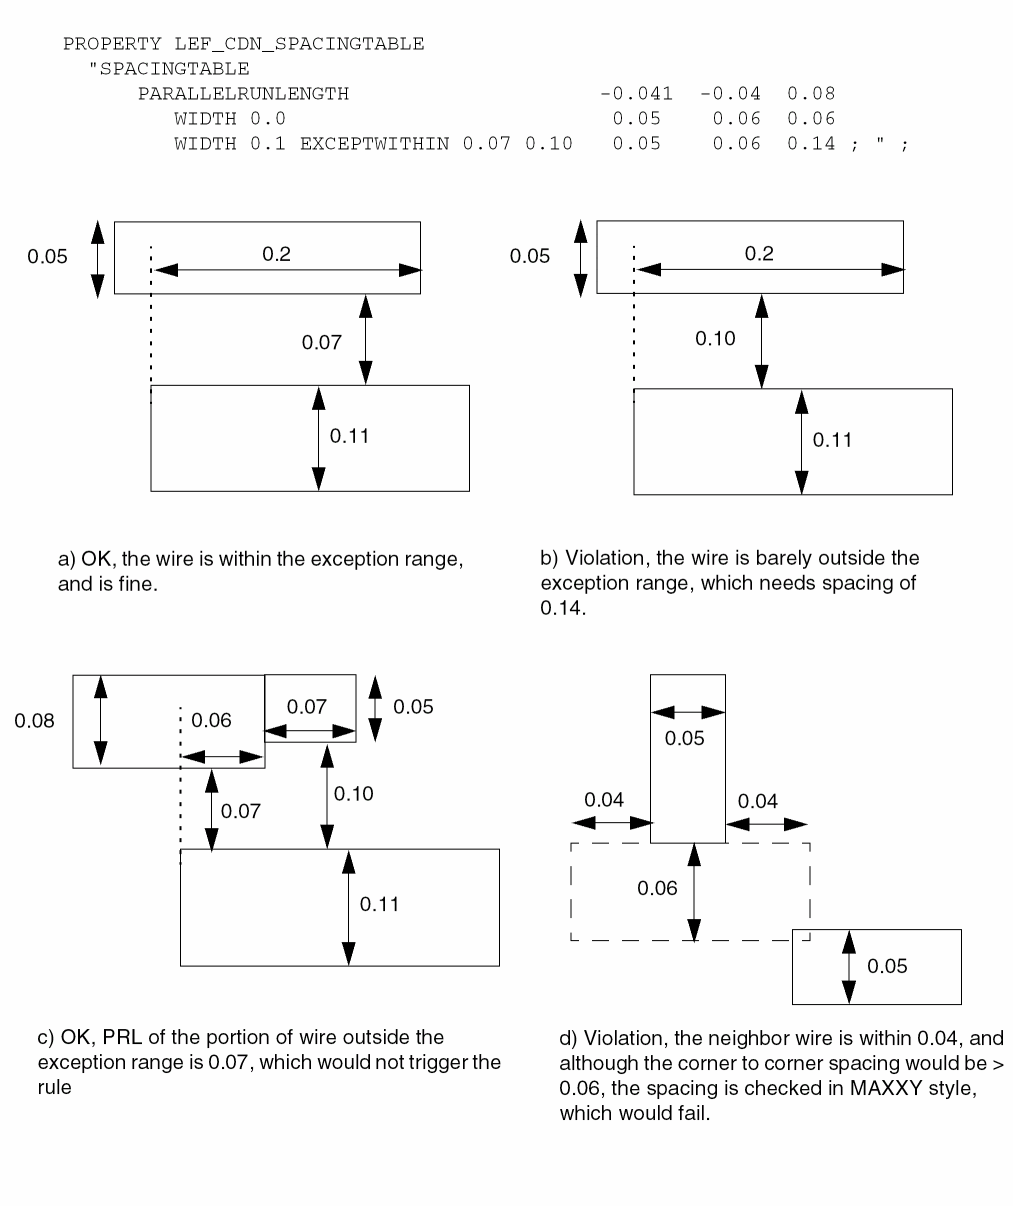 PROPERTY LEF_CDN_SPACINGTABLE
"SPACINGTABLE
PARALLELRUNLENGTH -0.041 -0.04 0.08
WIDTH 0.0 0.05 0.06 0.06
WIDTH 0.1 EXCEPTWITHIN 0.07 0.10 0.05 0.06 0.14 ; " ;
0.05
0.2
0.07
0.11
a) OK, the wire is within the exception range,
and is fine.
0.05
0.2
0.10
0.11
b) Violation, the wire is barely outside the
exception range, which needs spacing of
0.14.
0.08
0.06
0.07
0.05
0.07
0.10
0.11
c) OK, PRL of the portion of wire outside the
exception range is 0.07, which would not trigger the
rule
0.05
0.04
0.04
0.06
0.05
d) Violation, the neighbor wire is within 0.04, and
although the corner to corner spacing would be >
0.06, the spacing is checked in MAXXY style,
which would fail.